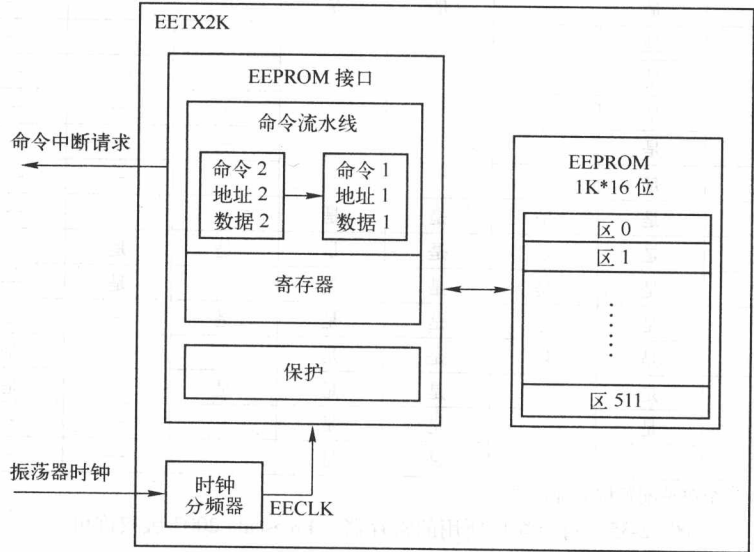 EETX2K
EEPROM 接口
命令流水线
命令 2
地址 2
数据 2
命令 1
地址 1
数据 1
寄存器
保护
命令中断请求
EEPROM
1K*16 位
区 0
区 1
区 511
振荡器时钟
时钟
分频器
EECLK